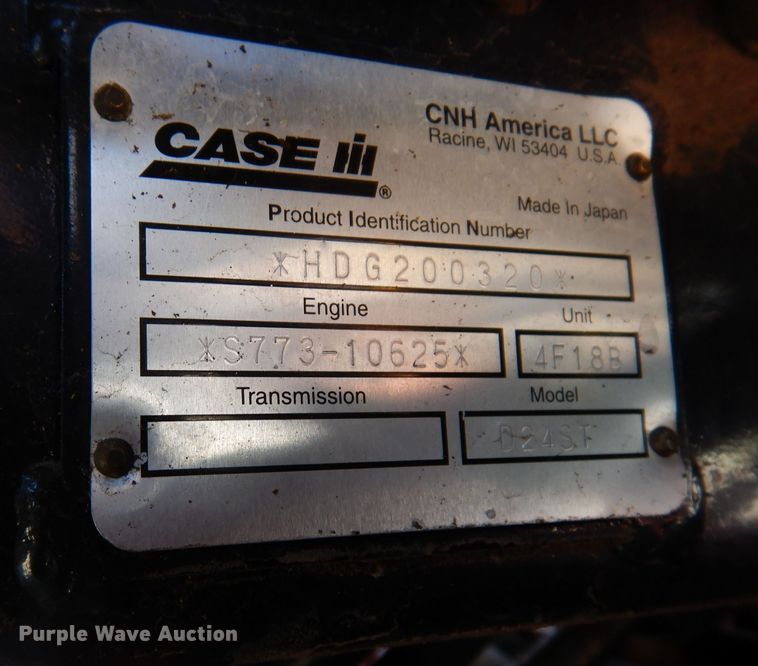 CASE IH ®
CNH America LLC
Racine, WI 53404 U.S.A.
Made In Japan
Product Identification Number
*HDG200320*
Engine
Unit
*S773-10625*
4F18B
Transmission
Model
D24ST
Purple Wave Auction